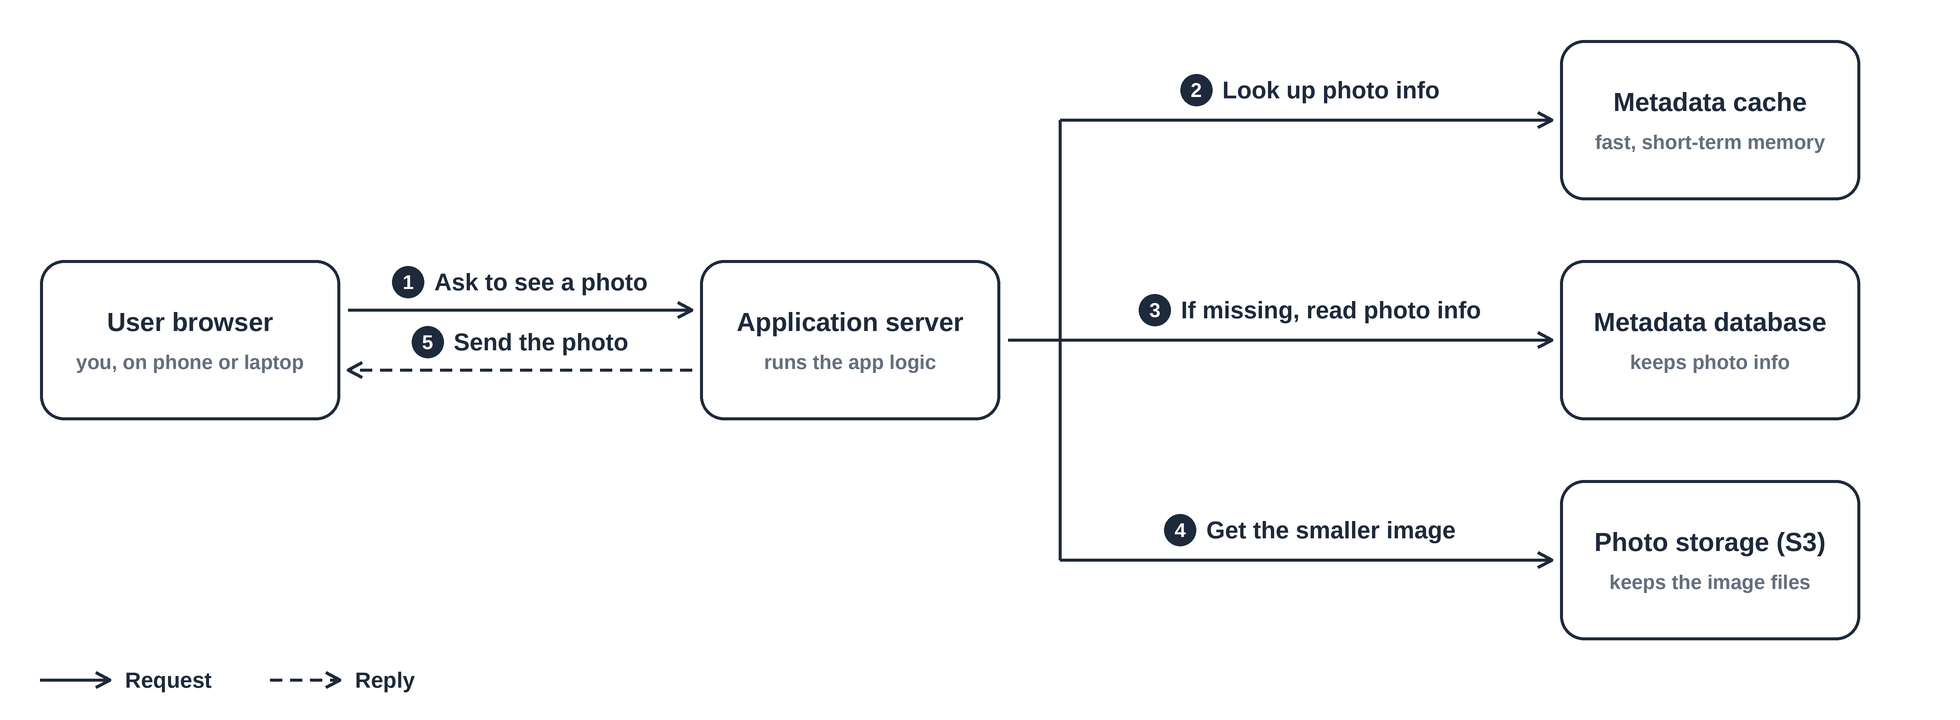 2 Look up photo info
Metadata cache
fast, short-term memory
1 Ask to see a photo
User browser
you, on phone or laptop
5 Send the photo
Application server
runs the app logic
3 If missing, read photo info
Metadata database
keeps photo info
4 Get the smaller image
Photo storage (S3)
keeps the image files
Request
Reply